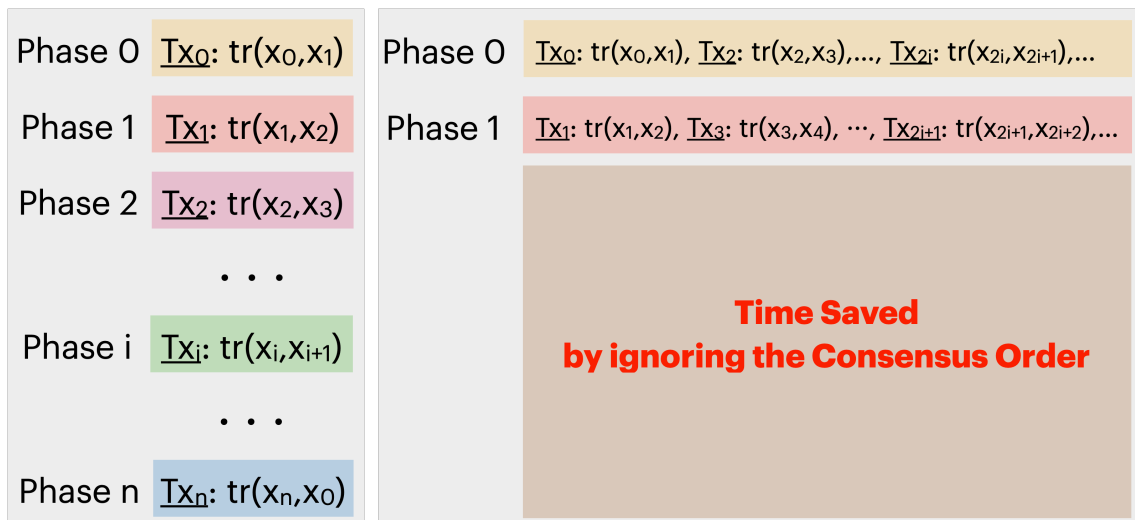 Phase 0 Tx₀: tr(x₀,x₁)
Phase 1 Tx₁: tr(x₁,x₂)
Phase 2 Tx₂: tr(x₂,x₃)
. . .
Phase i Txᵢ: tr(xᵢ,xᵢ₊₁)
. . .
Phase n Txₙ: tr(xₙ,x₀)
Phase 0 Tx₀: tr(x₀,x₁), Tx₂: tr(x₂,x₃),..., Tx₂ᵢ: tr(x₂ᵢ,x₂ᵢ₊₁),...
Phase 1 Tx₁: tr(x₁,x₂), Tx₃: tr(x₃,x₄), ..., Tx₂ᵢ₊₁: tr(x₂ᵢ₊₁,x₂ᵢ₊₂),...
Time Saved
by ignoring the Consensus Order